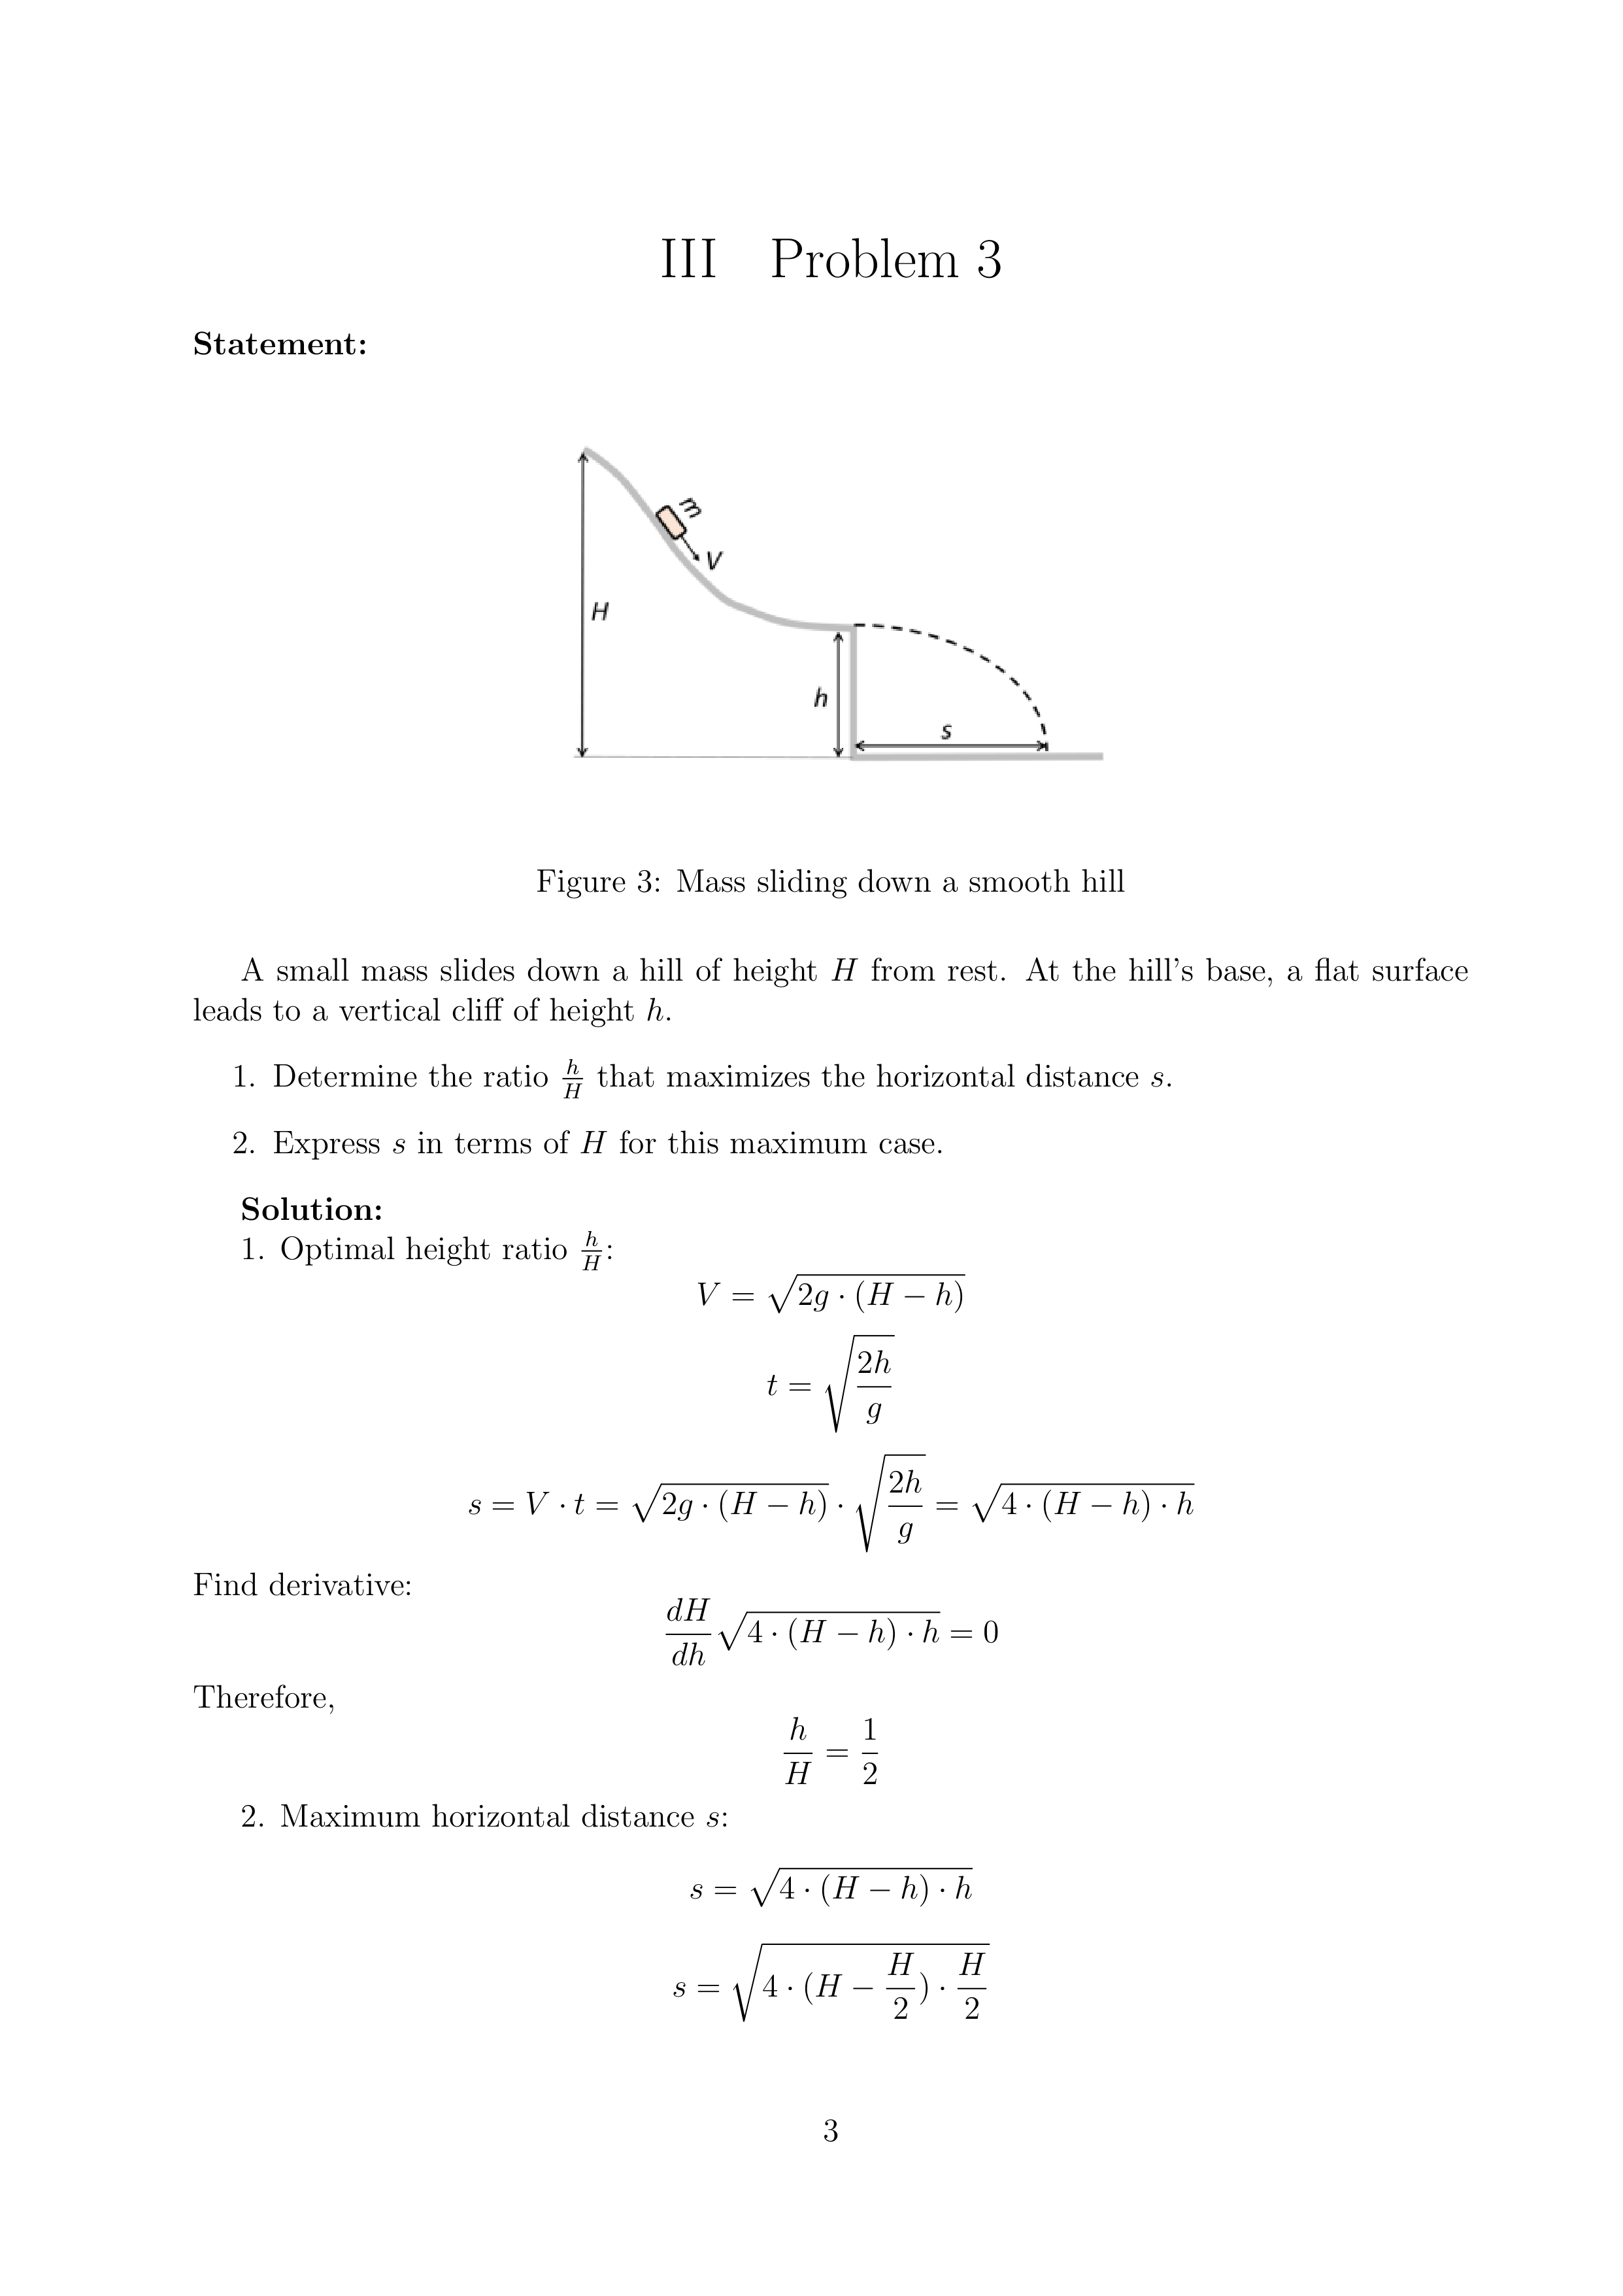 III Problem 3
Statement:
m
V
H
h
s
Figure 3: Mass sliding down a smooth hill
A small mass slides down a hill of height H from rest. At the hill's base, a flat surface
leads to a vertical cliff of height h.
1. Determine the ratio \frac{h}{H} that maximizes the horizontal distance s.
2. Express s in terms of H for this maximum case.
Solution:
1. Optimal height ratio \frac{h}{H}:
V = \sqrt{2g \cdot (H - h)}
t = \sqrt{\frac{2h}{g}}
s = V \cdot t = \sqrt{2g \cdot (H - h)} \cdot \sqrt{\frac{2h}{g}} = \sqrt{4 \cdot (H - h) \cdot h}
Find derivative:
\frac{dH}{dh} \sqrt{4 \cdot (H - h) \cdot h} = 0
Therefore,
\frac{h}{H} = \frac{1}{2}
2. Maximum horizontal distance s:
s = \sqrt{4 \cdot (H - h) \cdot h}
s = \sqrt{4 \cdot (H - \frac{H}{2}) \cdot \frac{H}{2}}
3